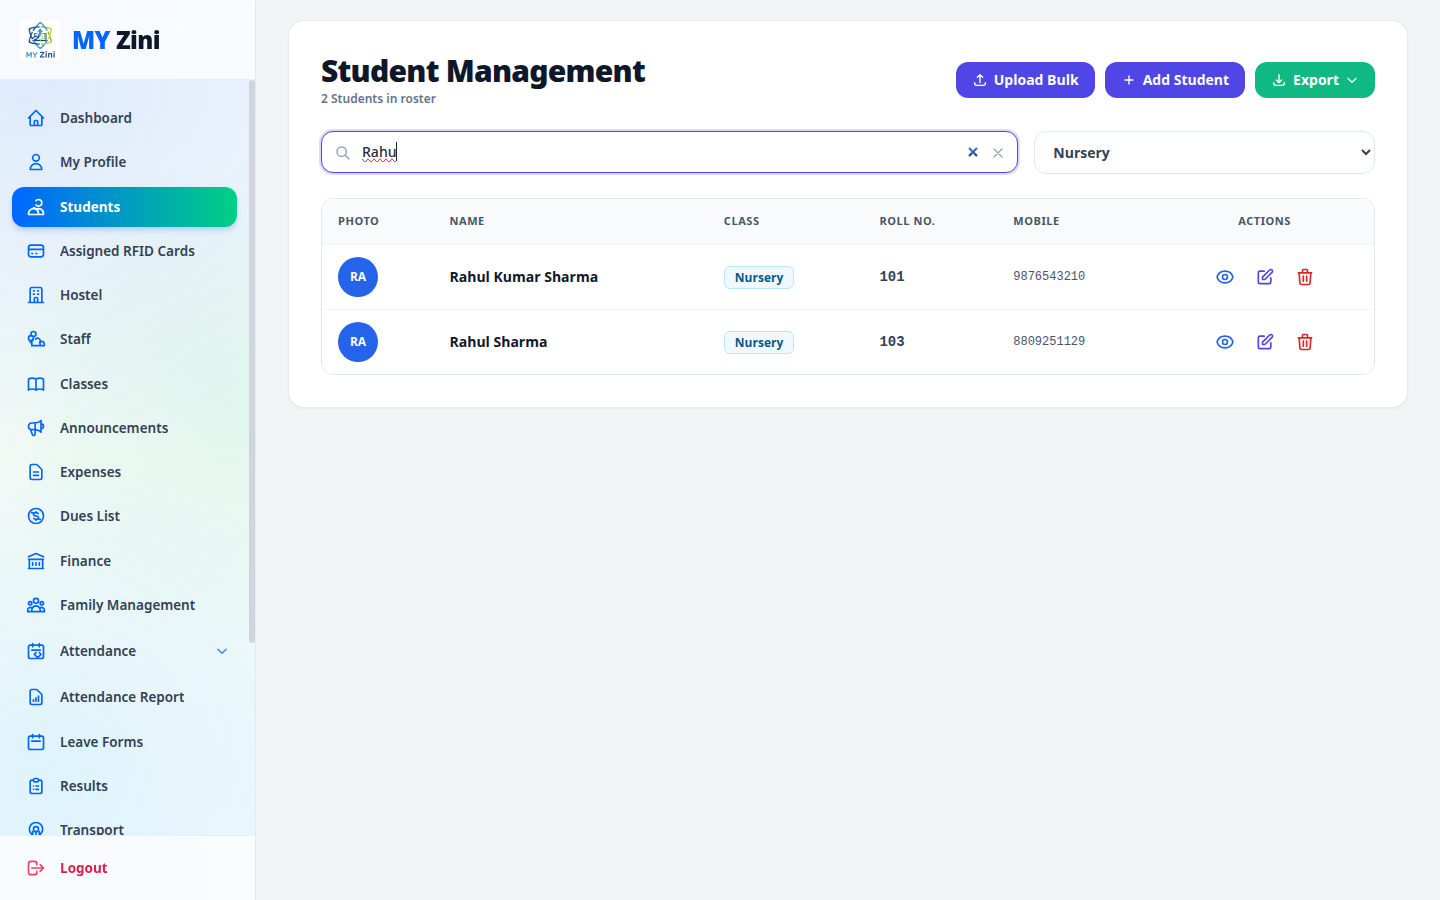 MY Zini
MY Zini
Dashboard
My Profile
Students
Assigned RFID Cards
Hostel
Staff
Classes
Announcements
Expenses
Dues List
Finance
Family Management
Attendance
Attendance Report
Leave Forms
Results
Transport
Logout
Student Management
2 Students in roster
Upload Bulk
Add Student
Export
Rahu
Nursery
PHOTO NAME CLASS ROLL NO. MOBILE ACTIONS
RA Rahul Kumar Sharma Nursery 101 9876543210
RA Rahul Sharma Nursery 103 8809251129